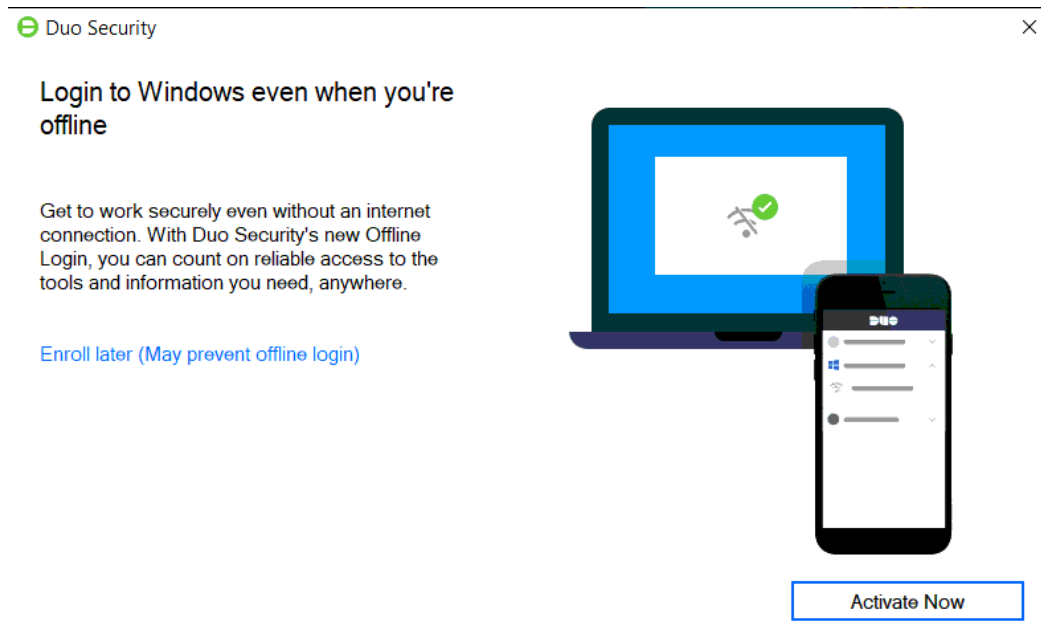 Duo Security
Login to Windows even when you're
offline
Get to work securely even without an internet
connection. With Duo Security's new Offline
Login, you can count on reliable access to the
tools and information you need, anywhere.
Enroll later (May prevent offline login)
DUO
Activate Now